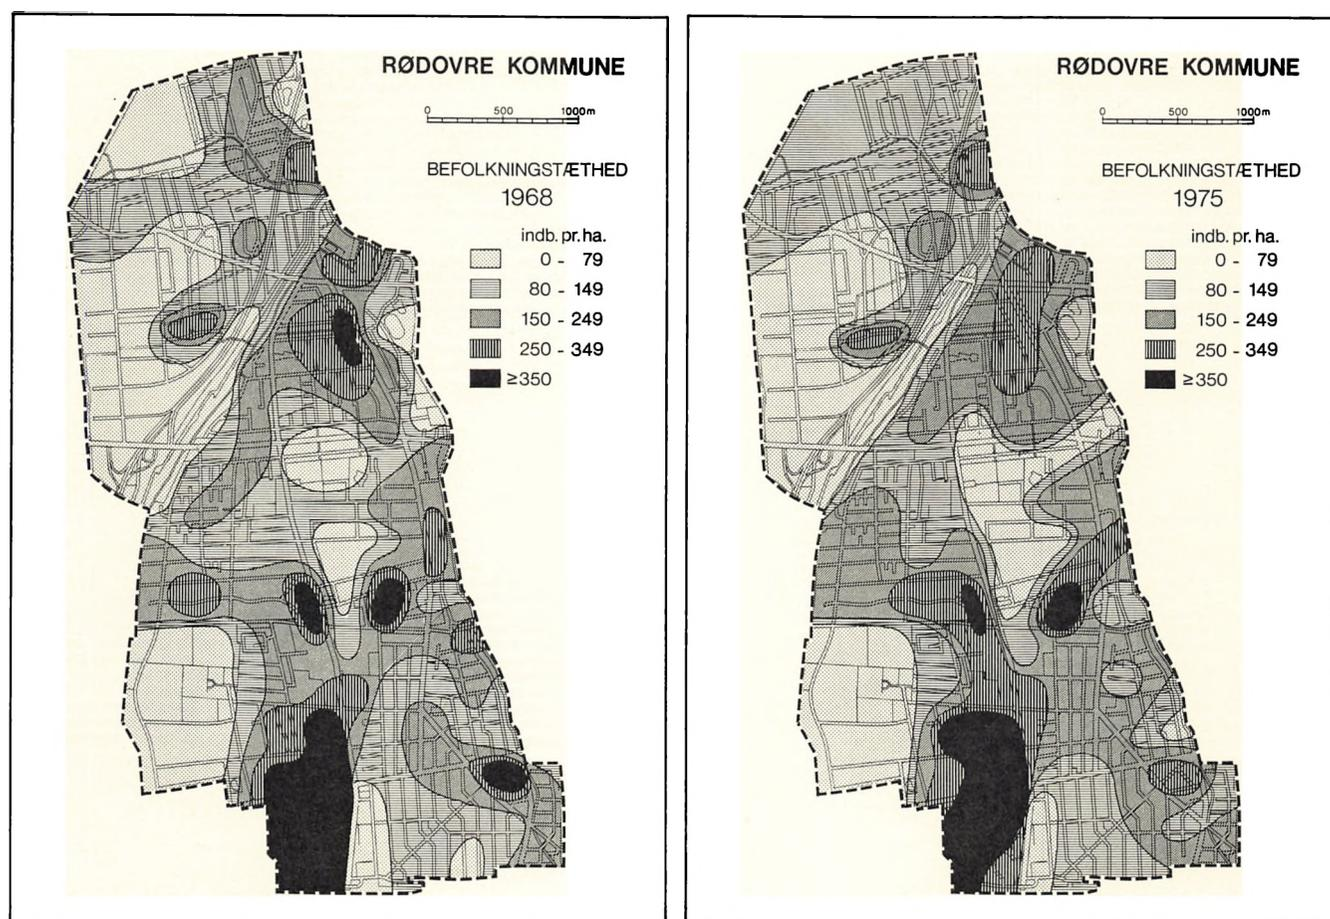 RØDOVRE KOMMUNE
0 500 1000m
BEFOLKNINGSTÆTHED
1968
indb. pr. ha.
0 - 79
80 - 149
150 - 249
250 - 349
≥350
RØDOVRE KOMMUNE
0 500 1000m
BEFOLKNINGSTÆTHED
1975
indb. pr. ha.
0 - 79
80 - 149
150 - 249
250 - 349
≥350